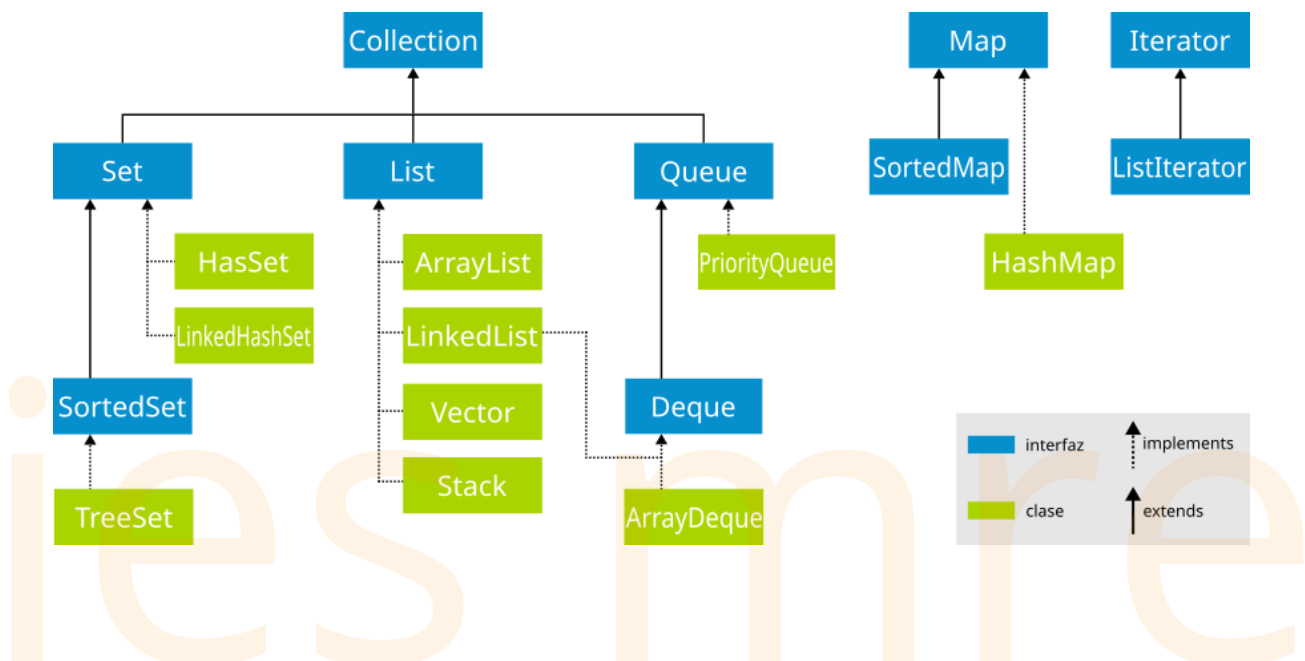 Collection
Map
Iterator
Set
List
Queue
SortedMap
ListIterator
HasSet
ArrayList
PriorityQueue
HashMap
LinkedHashSet
LinkedList
SortedSet
Vector
Deque
interfaz
implements
Stack
TreeSet
ArrayDeque
clase
extends
ies mre